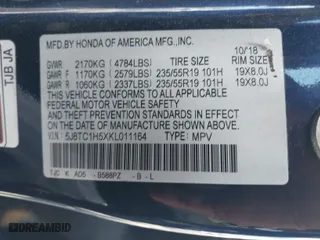 TJB JA
MFD. BY HONDA OF AMERICA MFG., INC.
10/18
GVWR 2170KG (4784LBS) TIRE SIZE RIM SIZE
GAWR F 1170KG (2579LBS) 235/55R19 101H 19X8.0J
GAWR R 1060KG (2337LBS) 235/55R19 101H 19X8.0J
THIS VEHICLE CONFORMS TO ALL APPLICABLE
FEDERAL MOTOR VEHICLE SAFETY AND
THEFT PREVENTION STANDARDS IN EFFECT ON
THE DATE OF MANUFACTURE SHOWN ABOVE.
V.I.N.: 5J8TC1H5XKL011164 TYPE: MPV
TJC K AD5 - B588PZ - B - L